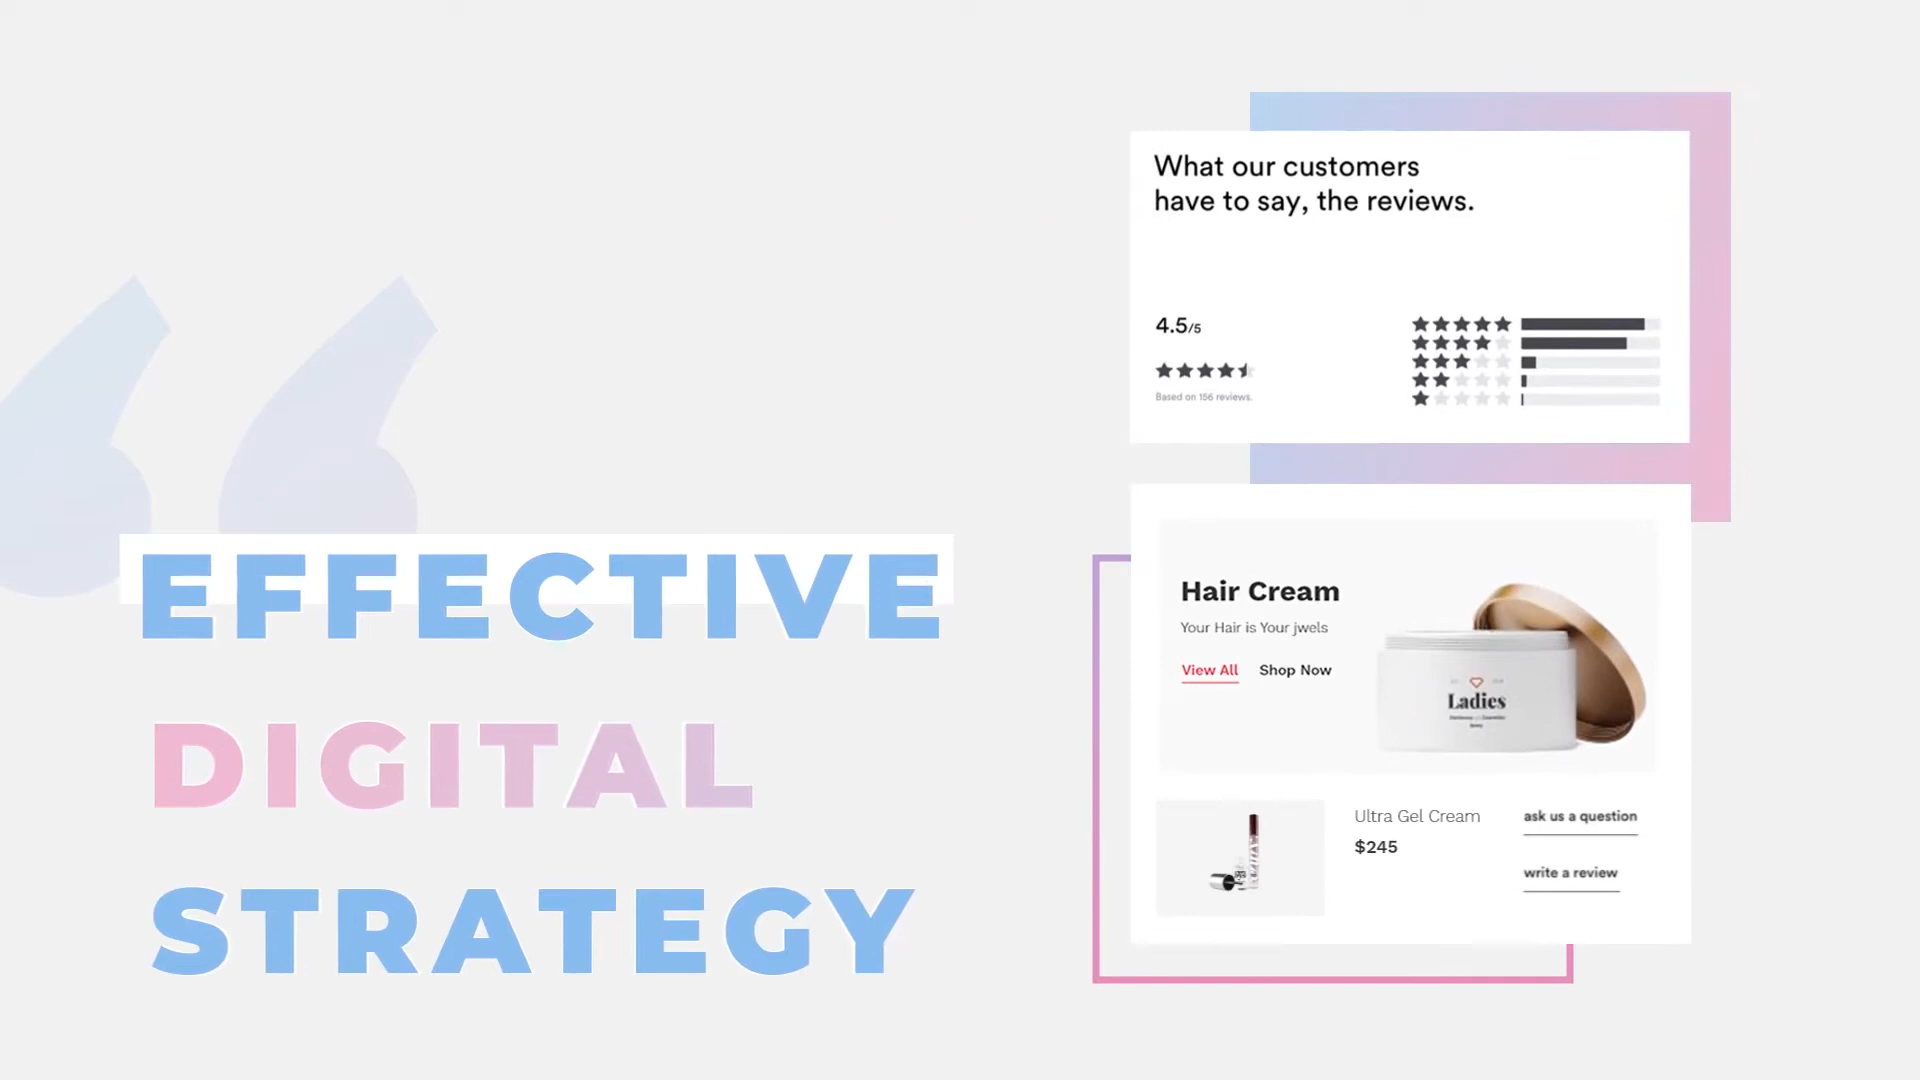 EFFECTIVE
DIGITAL
STRATEGY
What our customers
have to say, the reviews.
4.5/5
Based on 156 reviews.
Hair Cream
Your Hair is Your jwels
View All Shop Now
Ladies
Ultra Gel Cream
$245
ask us a question
write a review